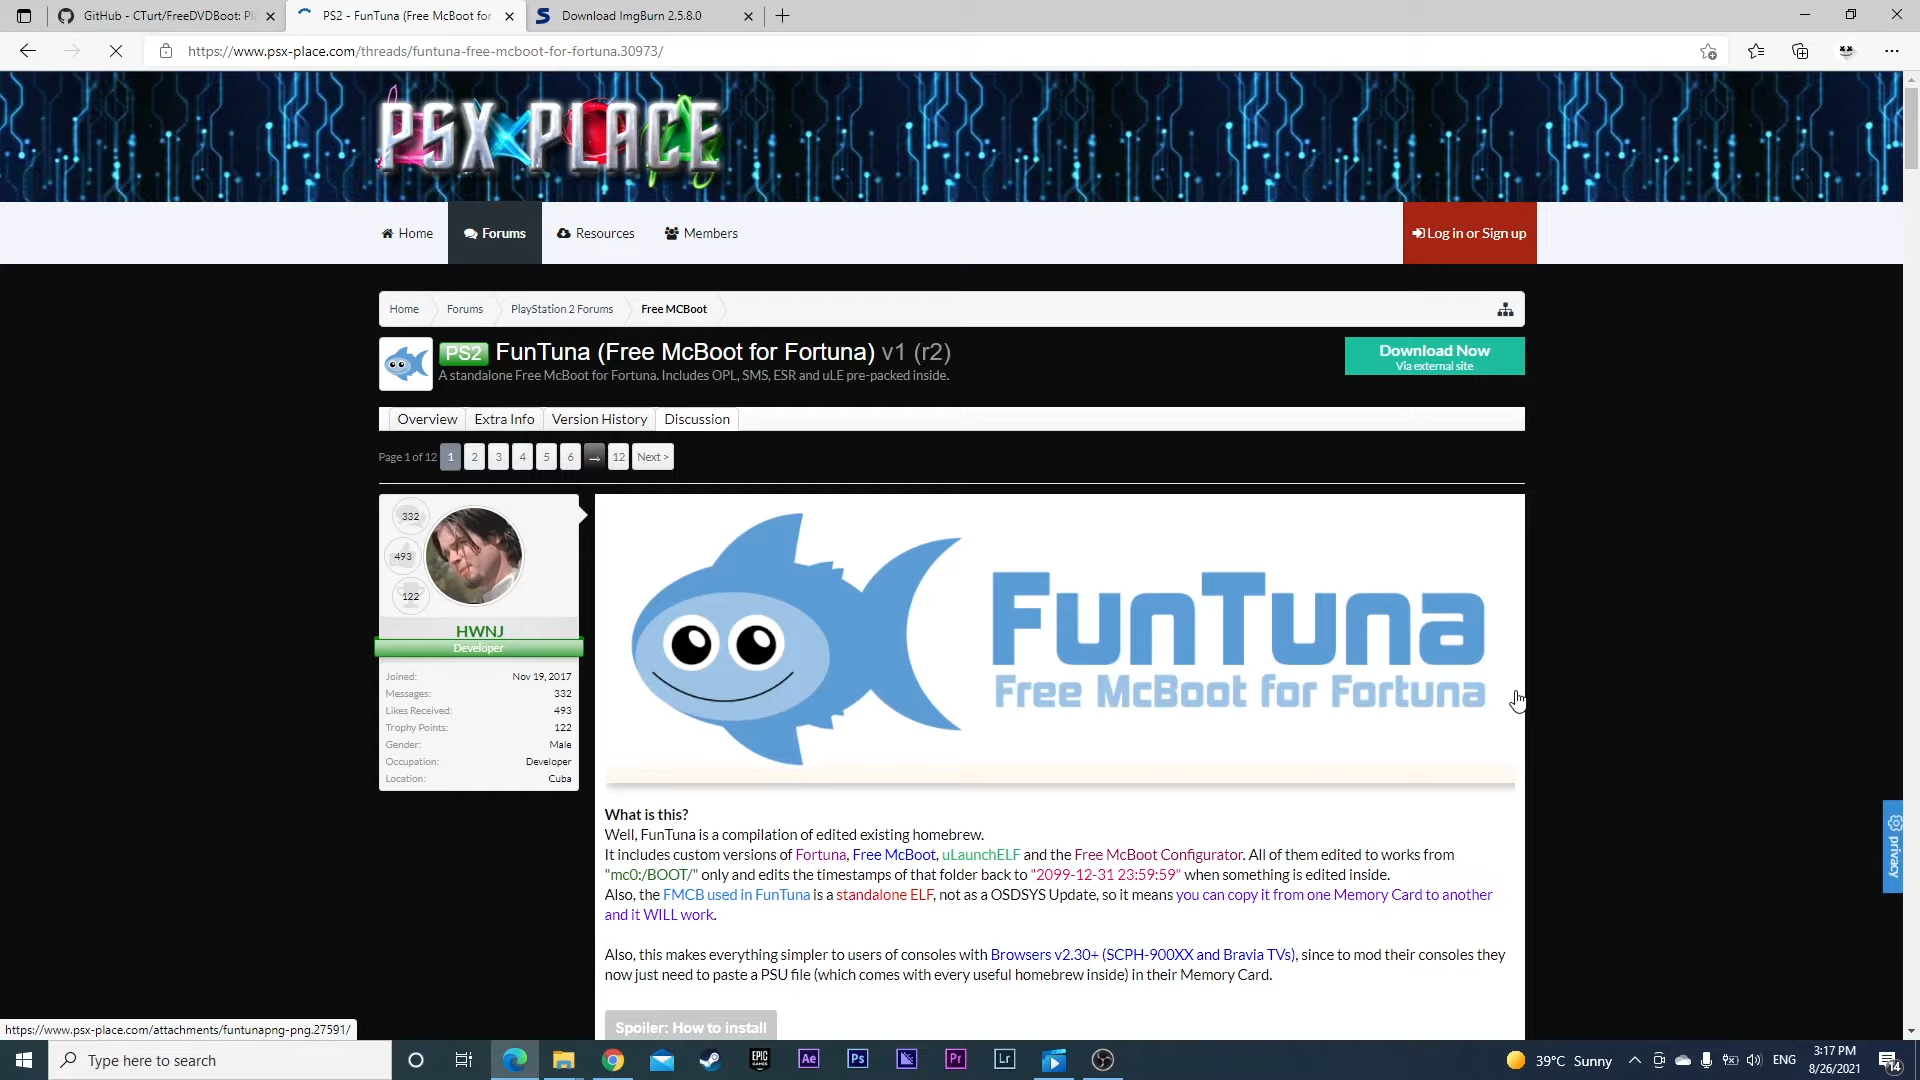 GitHub - CTurt/FreeDVDBoot: Pl
PS2 - FunTuna (Free McBoot for
Download ImgBurn 2.5.8.0
https://www.psx-place.com/threads/funtuna-free-mcboot-for-fortuna.30973/
PSX-PLACE
Home
Forums
Resources
Members
Log in or Sign up
Home
Forums
PlayStation 2 Forums
Free MCBoot
PS2 FunTuna (Free McBoot for Fortuna) v1 (r2)
A standalone Free McBoot for Fortuna. Includes OPL, SMS, ESR and uLE pre-packed inside.
Download Now
Via external site
Overview
Extra Info
Version History
Discussion
Page 1 of 12 1 2 3 4 5 6 → 12 Next >
332
493
122
HWNJ
Developer
Joined: Nov 19, 2017
Messages: 332
Likes Received: 493
Trophy Points: 122
Gender: Male
Occupation: Developer
Location: Cuba
FunTuna
Free McBoot for Fortuna
What is this?
Well, FunTuna is a compilation of edited existing homebrew.
It includes custom versions of Fortuna, Free McBoot, uLaunchELF and the Free McBoot Configurator. All of them edited to works from
"mc0:/BOOT/" only and edits the timestamps of that folder back to "2099-12-31 23:59:59" when something is edited inside.
Also, the FMCB used in FunTuna is a standalone ELF, not as a OSDSYS Update, so it means you can copy it from one Memory Card to another
and it WILL work.
Also, this makes everything simpler to users of consoles with Browsers v2.30+ (SCPH-900XX and Bravia TVs), since to mod their consoles they
now just need to paste a PSU file (which comes with every useful homebrew inside) in their Memory Card.
Spoiler: How to install
privacy
https://www.psx-place.com/attachments/funtunapng-png.27591/
Type here to search
EPIC
GAMES
Ae
Ps
Pr
Lr
39°C Sunny
ENG
3:17 PM
8/26/2021
14